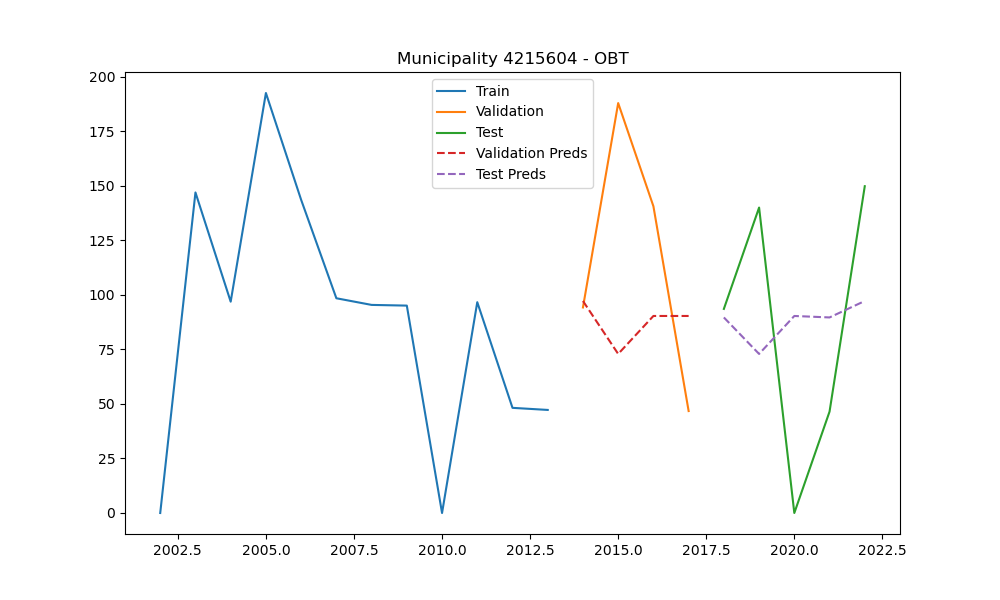 Municipality 4215604 - OBT
200
175
150
125
100
75
50
25
0
Train
Validation
Test
Validation Preds
Test Preds
2002.5 2005.0 2007.5 2010.0 2012.5 2015.0 2017.5 2020.0 2022.5